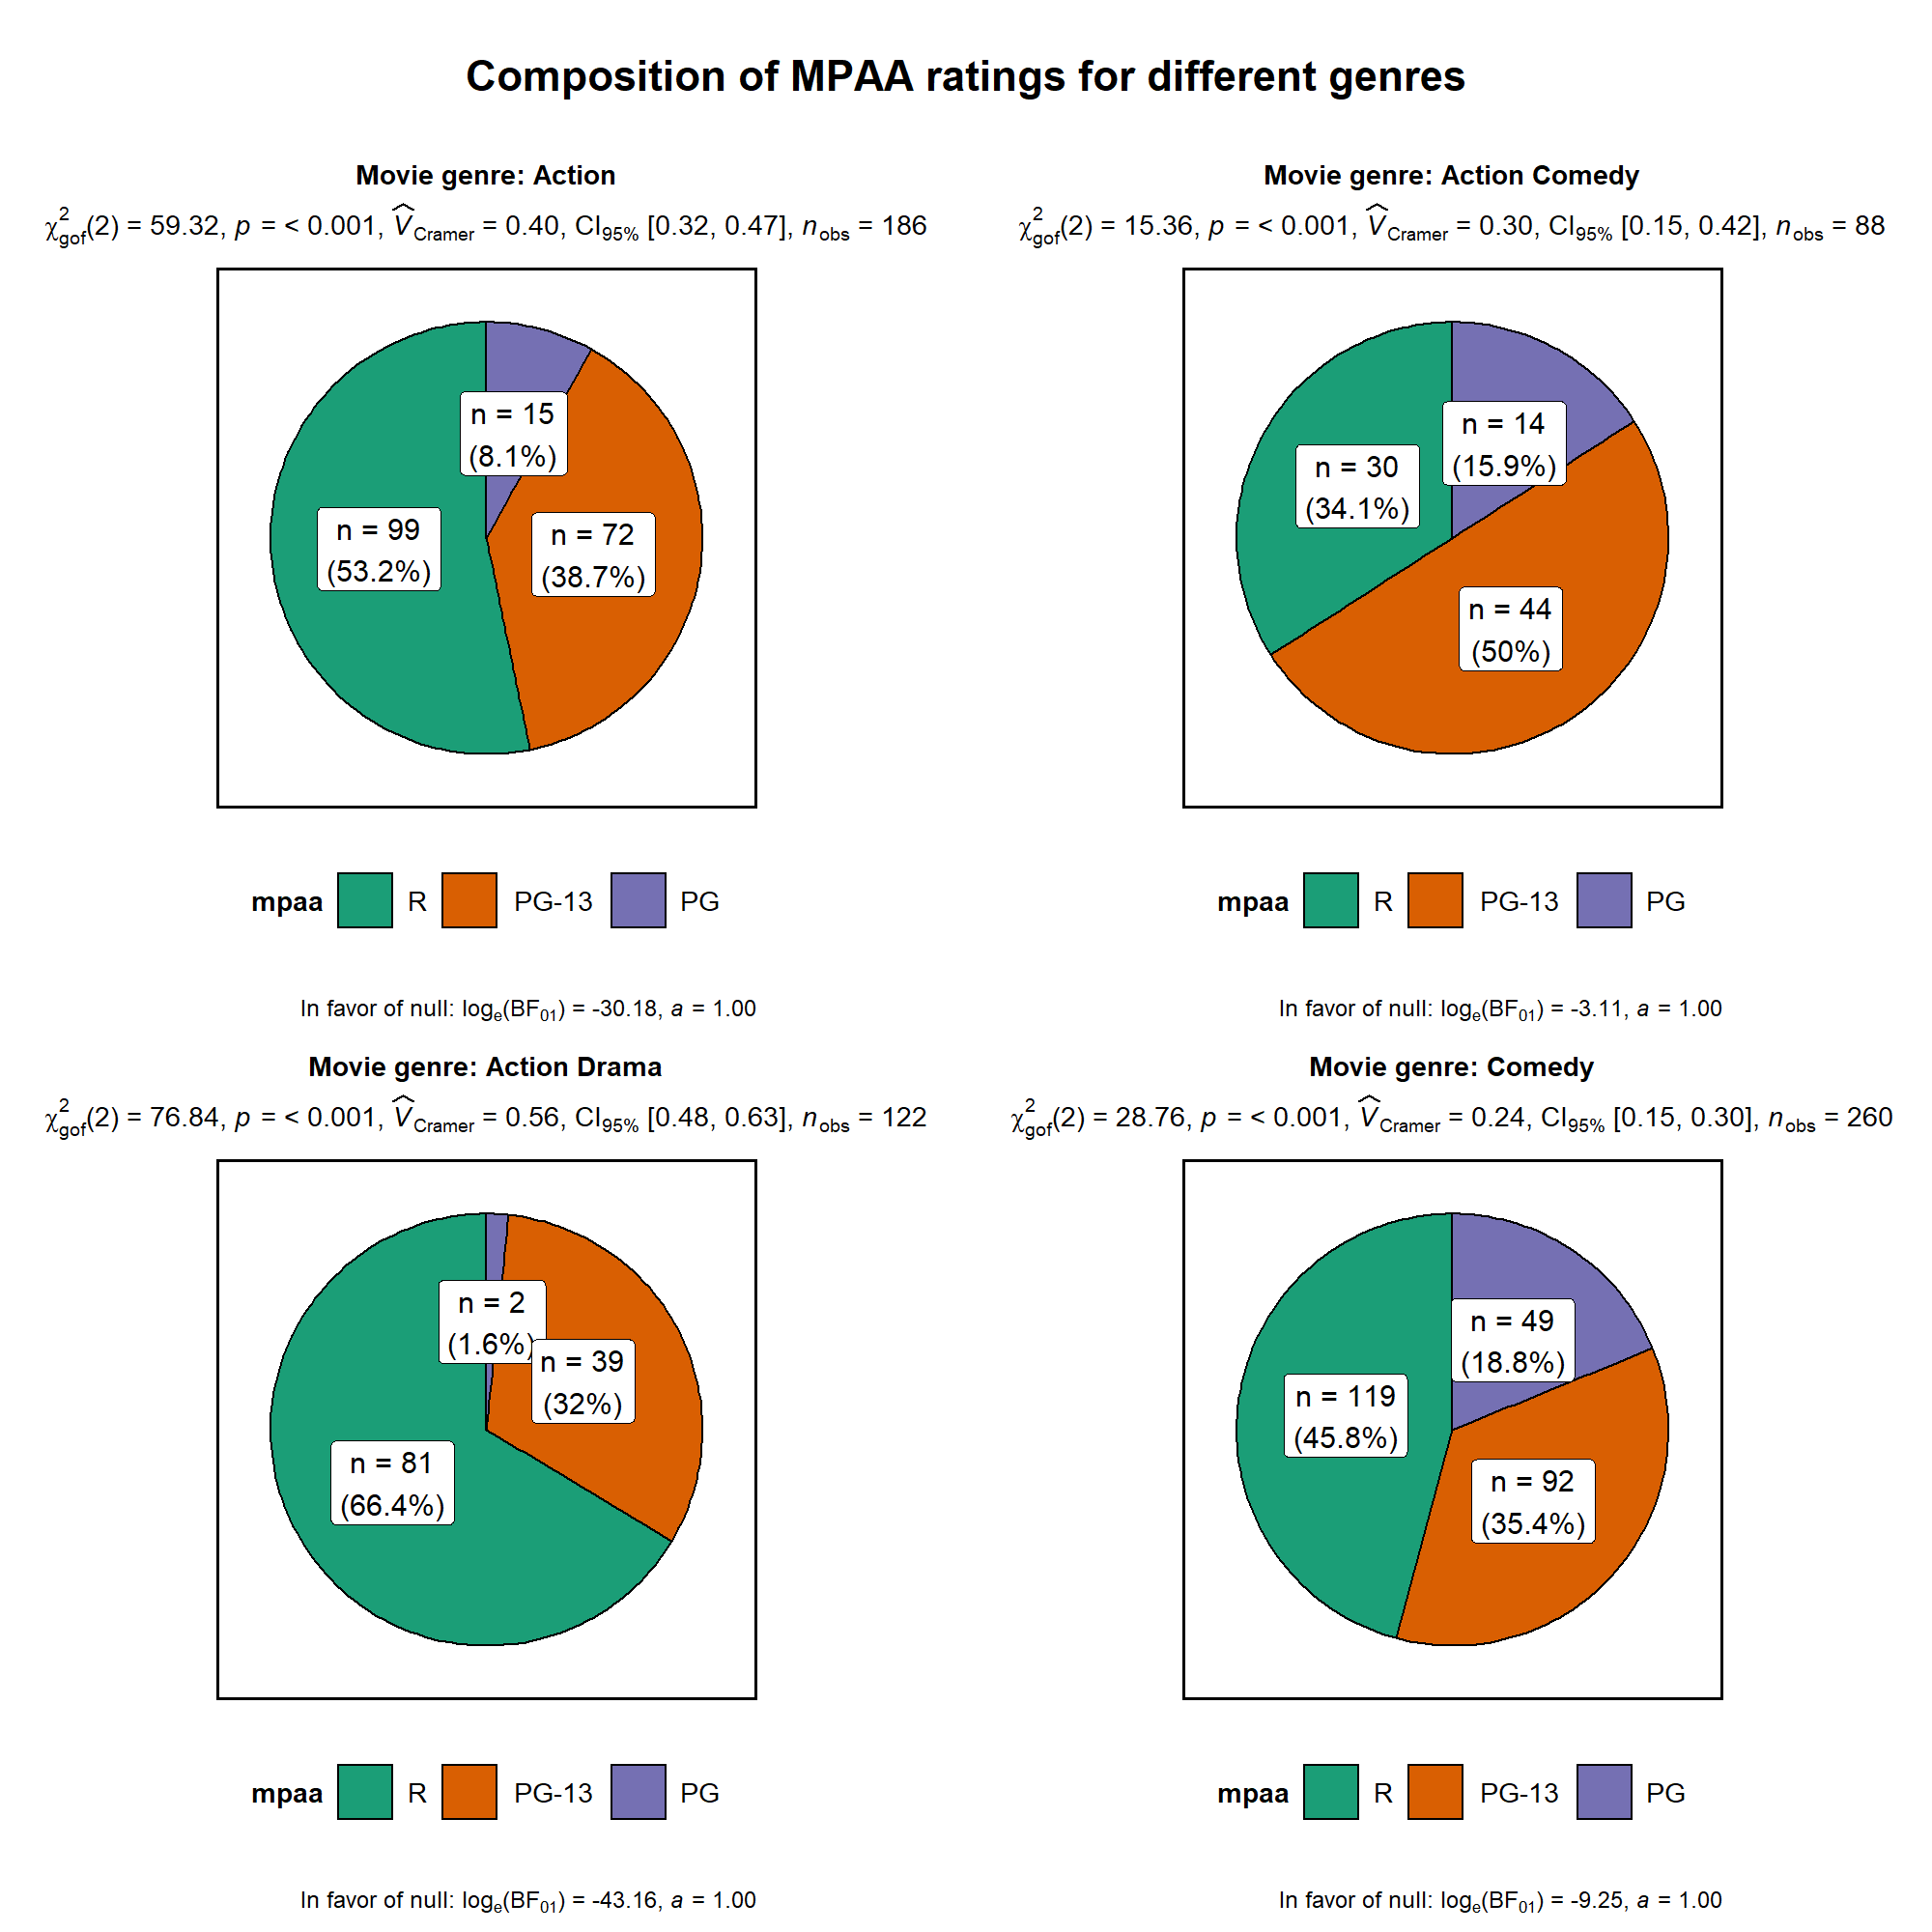 Composition of MPAA ratings for different genres
Movie genre: Action
χ²gof(2) = 59.32, p = < 0.001, V̂Cramer = 0.40, CI95% [0.32, 0.47], nobs = 186
n = 15
(8.1%)
n = 99
(53.2%)
n = 72
(38.7%)
mpaa R PG-13 PG
In favor of null: loge(BF01) = -30.18, a = 1.00
Movie genre: Action Comedy
χ²gof(2) = 15.36, p = < 0.001, V̂Cramer = 0.30, CI95% [0.15, 0.42], nobs = 88
n = 14
(15.9%)
n = 30
(34.1%)
n = 44
(50%)
mpaa R PG-13 PG
In favor of null: loge(BF01) = -3.11, a = 1.00
Movie genre: Action Drama
χ²gof(2) = 76.84, p = < 0.001, V̂Cramer = 0.56, CI95% [0.48, 0.63], nobs = 122
n = 2
(1.6%)
n = 39
(32%)
n = 81
(66.4%)
mpaa R PG-13 PG
In favor of null: loge(BF01) = -43.16, a = 1.00
Movie genre: Comedy
χ²gof(2) = 28.76, p = < 0.001, V̂Cramer = 0.24, CI95% [0.15, 0.30], nobs = 260
n = 49
(18.8%)
n = 119
(45.8%)
n = 92
(35.4%)
mpaa R PG-13 PG
In favor of null: loge(BF01) = -9.25, a = 1.00